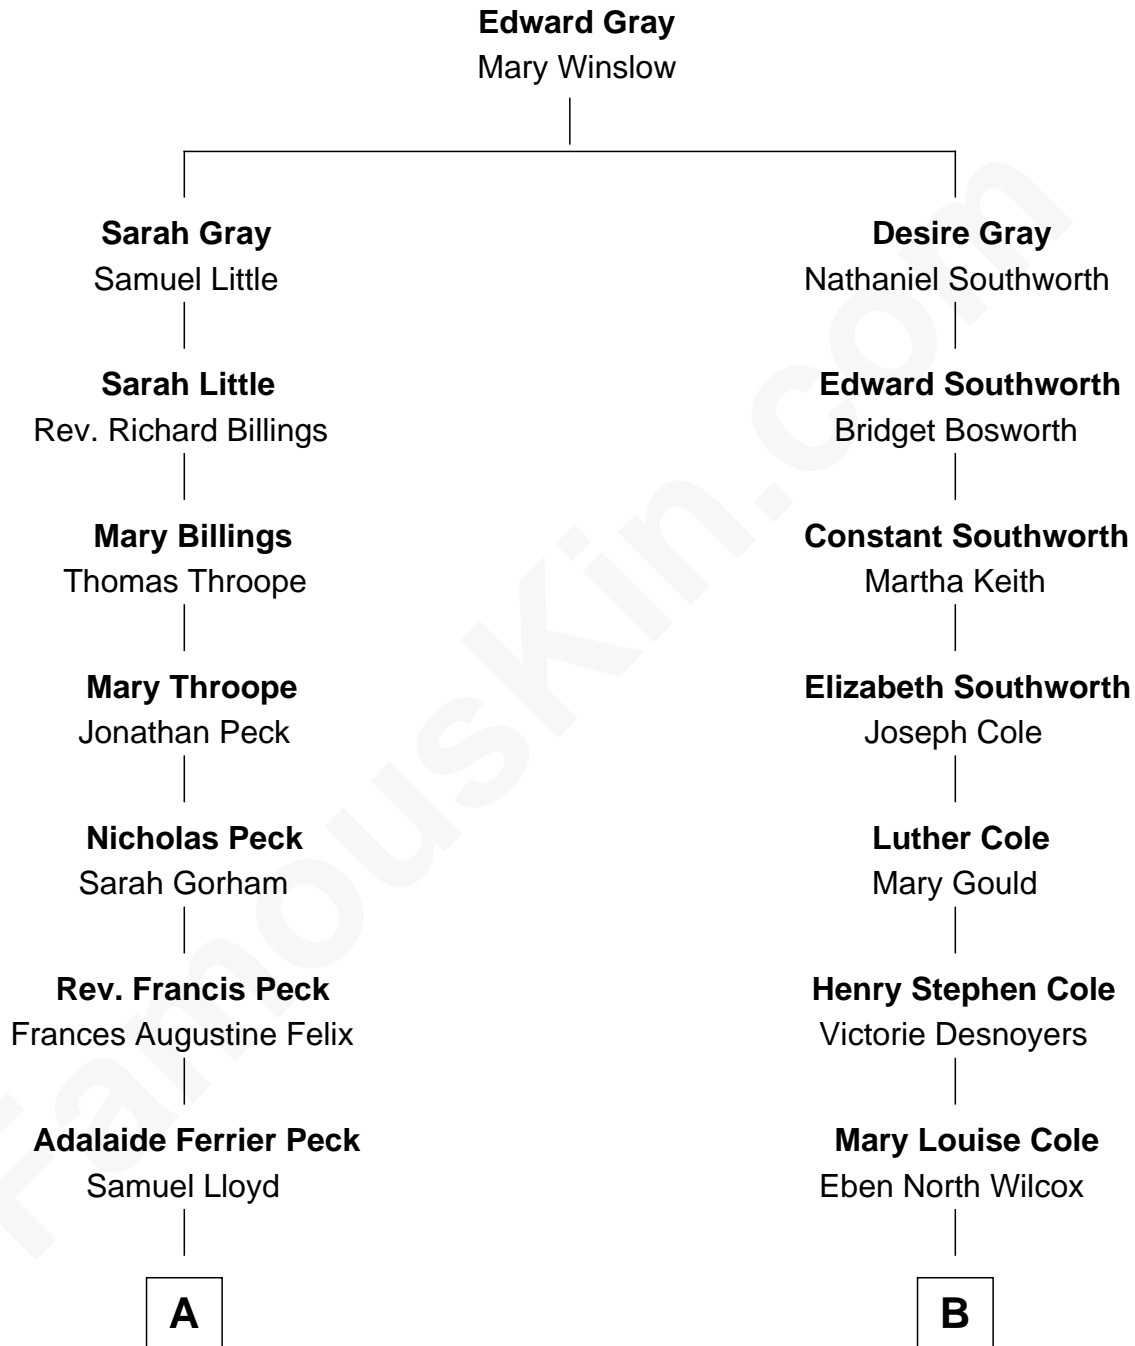 Edward Gray
Mary Winslow
Sarah Gray
Samuel Little
Desire Gray
Nathaniel Southworth
Sarah Little
Rev. Richard Billings
Edward Southworth
Bridget Bosworth
Mary Billings
Thomas Throope
Constant Southworth
Martha Keith
Mary Throope
Jonathan Peck
Elizabeth Southworth
Joseph Cole
Nicholas Peck
Sarah Gorham
Luther Cole
Mary Gould
Rev. Francis Peck
Frances Augustine Felix
Henry Stephen Cole
Victorie Desnoyers
Adalaide Ferrier Peck
Samuel Lloyd
Mary Louise Cole
Eben North Wilcox
A
B
FamousKin.com